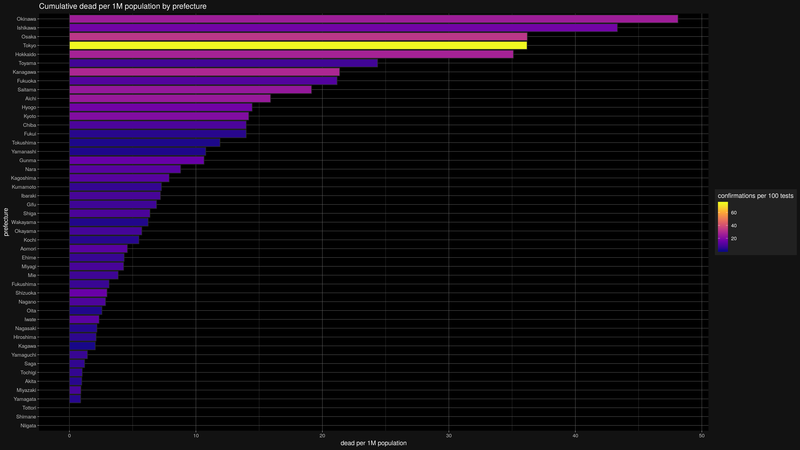 Cumulative dead per 1M population by prefecture
Okinawa
Ishikawa
Osaka
Tokyo
Hokkaido
Toyama
Kanagawa
Fukuoka
Saitama
Aichi
Hyogo
Kyoto
Chiba
Fukui
Tokushima
Yamanashi
Gunma
Nara
Kagoshima
Kumamoto
Ibaraki
Gifu
Shiga
Wakayama
Okayama
Kochi
Aomori
Ehime
Miyagi
Mie
Fukushima
Shizuoka
Nagano
Oita
Iwate
Nagasaki
Hiroshima
Kagawa
Yamaguchi
Saga
Tochigi
Akita
Miyazaki
Yamagata
Tottori
Shimane
Niigata
prefecture
0 10 20 30 40 50
dead per 1M population
confirmations per 100 tests
60
40
20